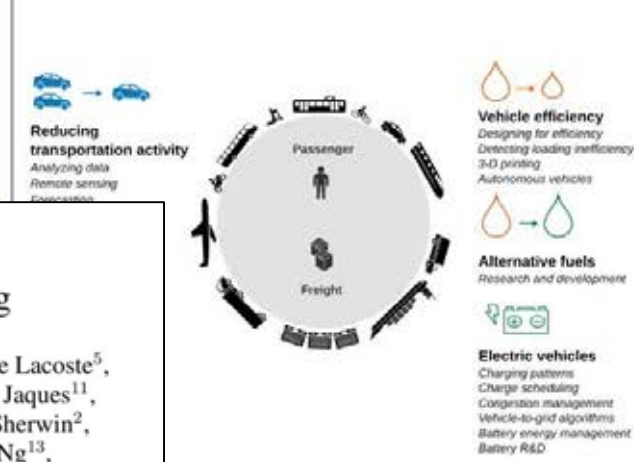 Reducing
transportation activity
Analyzing data
Remote sensing
Forecasting
Passenger
Freight
Vehicle efficiency
Designing for efficiency
Detecting loading inefficiency
3-D printing
Autonomous vehicles
Alternative fuels
Research and development
Electric vehicles
Charging patterns
Charge scheduling
Congestion management
Vehicle-to-grid algorithms
Battery energy management
Battery R&D
g
e Lacoste⁵,
Jaques¹¹,
Sherwin²,
Ng¹³,